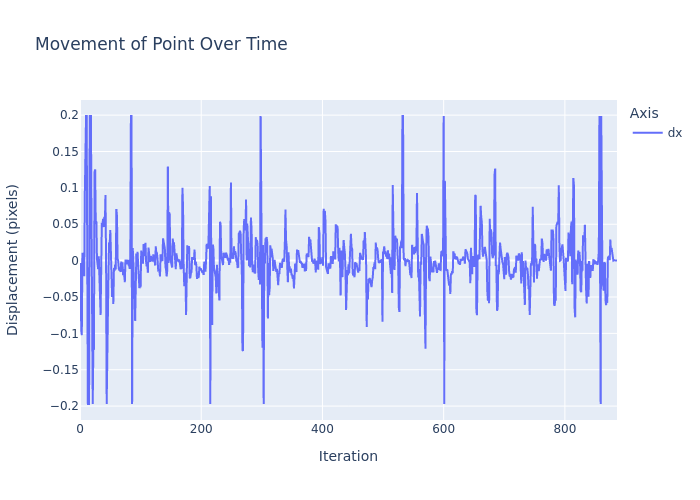 Movement of Point Over Time
Axis
dx
0.2
0.15
0.1
0.05
0
−0.05
−0.1
−0.15
−0.2
Displacement (pixels)
0
200
400
600
800
Iteration